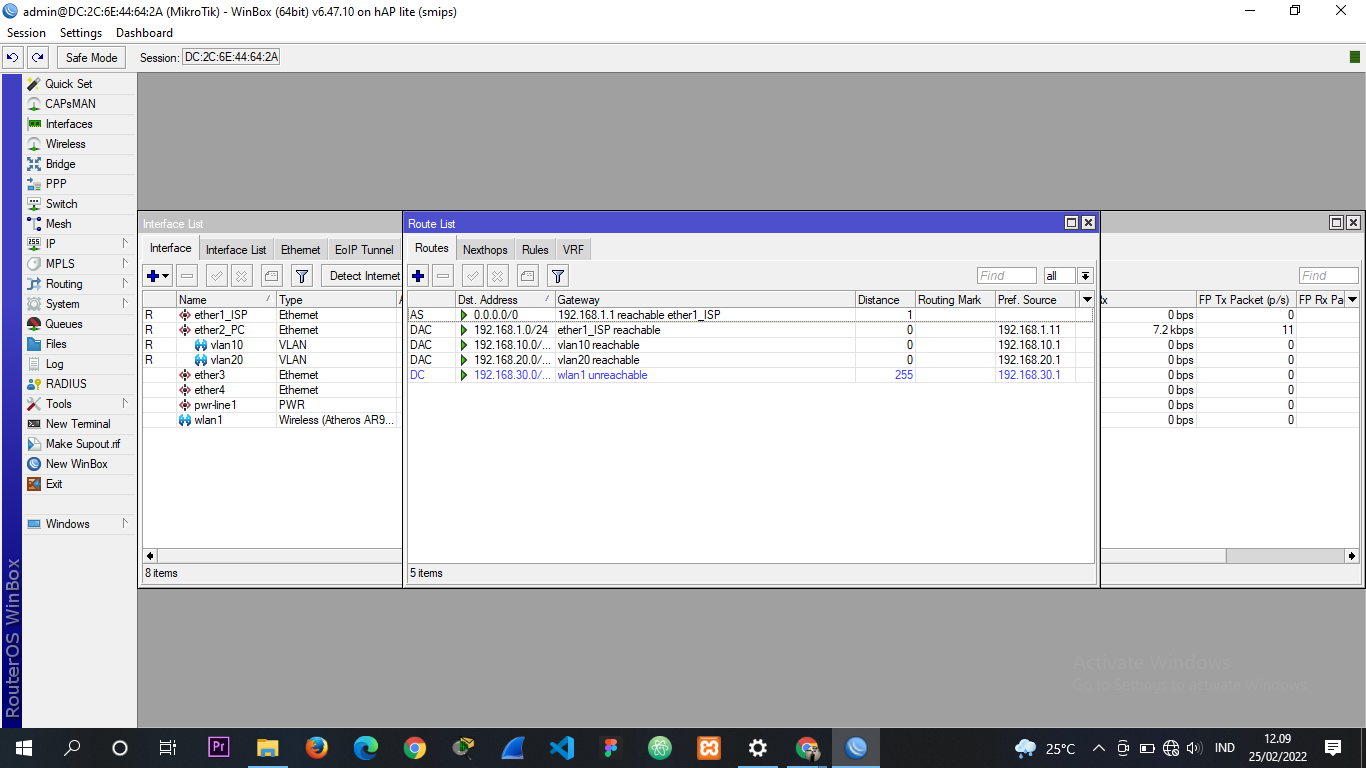 admin@DC:2C:6E:44:64:2A (MikroTik) - WinBox (64bit) v6.47.10 on hAP lite (smips)
Session Settings Dashboard
Safe Mode Session: DC:2C:6E:44:64:2A
Quick Set
CAPsMAN
Interfaces
Wireless
Bridge
PPP
Switch
Mesh
IP
MPLS
Routing
System
Queues
Files
Log
RADIUS
Tools
New Terminal
Make Supout.rif
New WinBox
Exit
Windows
RouterOS WinBox
Interface List
Interface Interface List Ethernet EoIP Tunnel
Detect Internet
Name Type
R ether1_ISP Ethernet
R ether2_PC Ethernet
R vlan10 VLAN
R vlan20 VLAN
ether3 Ethernet
ether4 Ethernet
pwr-line1 PWR
wlan1 Wireless (Atheros AR9...
8 items
Route List
Routes Nexthops Rules VRF
Find all
Dst. Address Gateway Distance Routing Mark Pref. Source
AS 0.0.0.0/0 192.168.1.1 reachable ether1_ISP 1
DAC 192.168.1.0/24 ether1_ISP reachable 0 192.168.1.11
DAC 192.168.10.0/... vlan10 reachable 0 192.168.10.1
DAC 192.168.20.0/... vlan20 reachable 0 192.168.20.1
DC 192.168.30.0/... wlan1 unreachable 255 192.168.30.1
5 items
Find
FP Tx Packet (p/s) FP Rx Pa
0 bps 0
7.2 kbps 11
0 bps 0
0 bps 0
0 bps 0
0 bps 0
0 bps 0
0 bps 0
Activate Windows
Go to Settings to activate Windows.
Pr
25°C
IND
12.09
25/02/2022